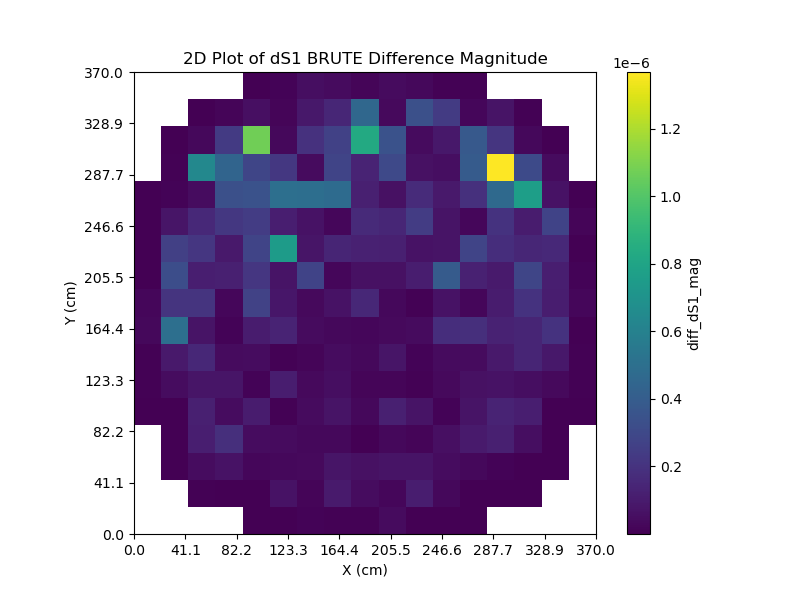 2D Plot of dS1 BRUTE Difference Magnitude
1e−6
370.0
328.9
287.7
246.6
205.5
164.4
123.3
82.2
41.1
0.0
Y (cm)
0.0 41.1 82.2 123.3 164.4 205.5 246.6 287.7 328.9 370.0
X (cm)
1.2
1.0
0.8
0.6
0.4
0.2
diff_dS1_mag